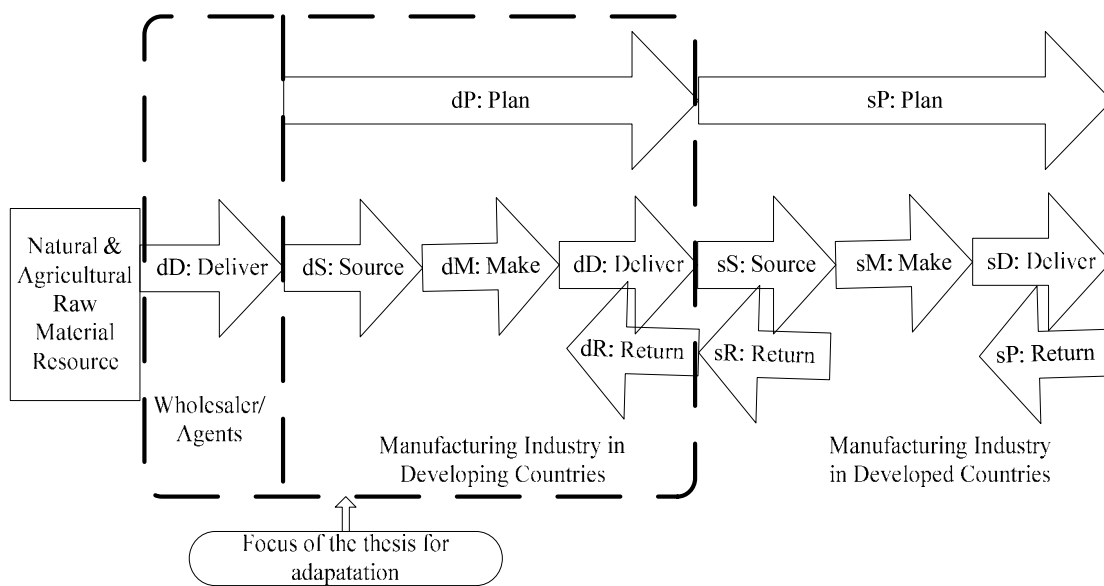 dP: Plan
sP: Plan
Natural &
Agricultural
Raw
Material
Resource
dD: Deliver
dS: Source
dM: Make
dD: Deliver
sS: Source
sM: Make
sD: Deliver
dR: Return
sR: Return
sP: Return
Wholesaler/
Agents
Manufacturing Industry in
Developing Countries
Manufacturing Industry
in Developed Countries
Focus of the thesis for
adapatation